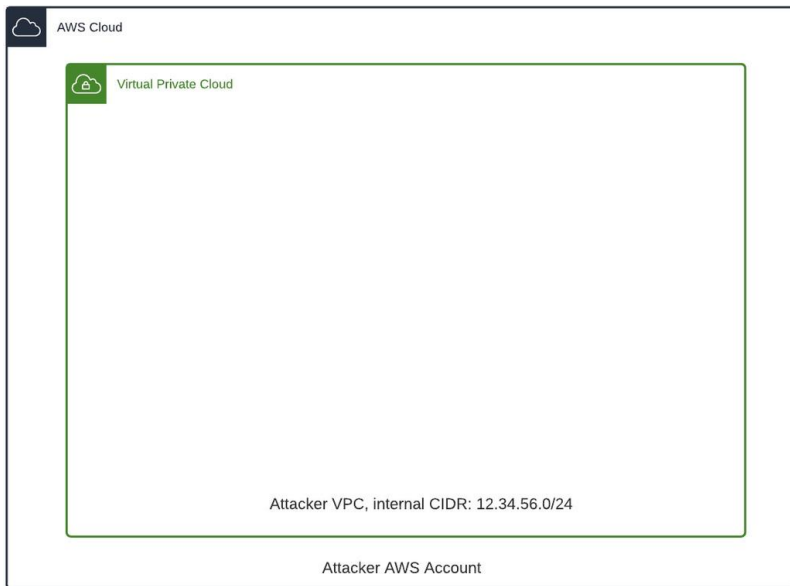 AWS Cloud
Virtual Private Cloud
Attacker VPC, internal CIDR: 12.34.56.0/24
Attacker AWS Account